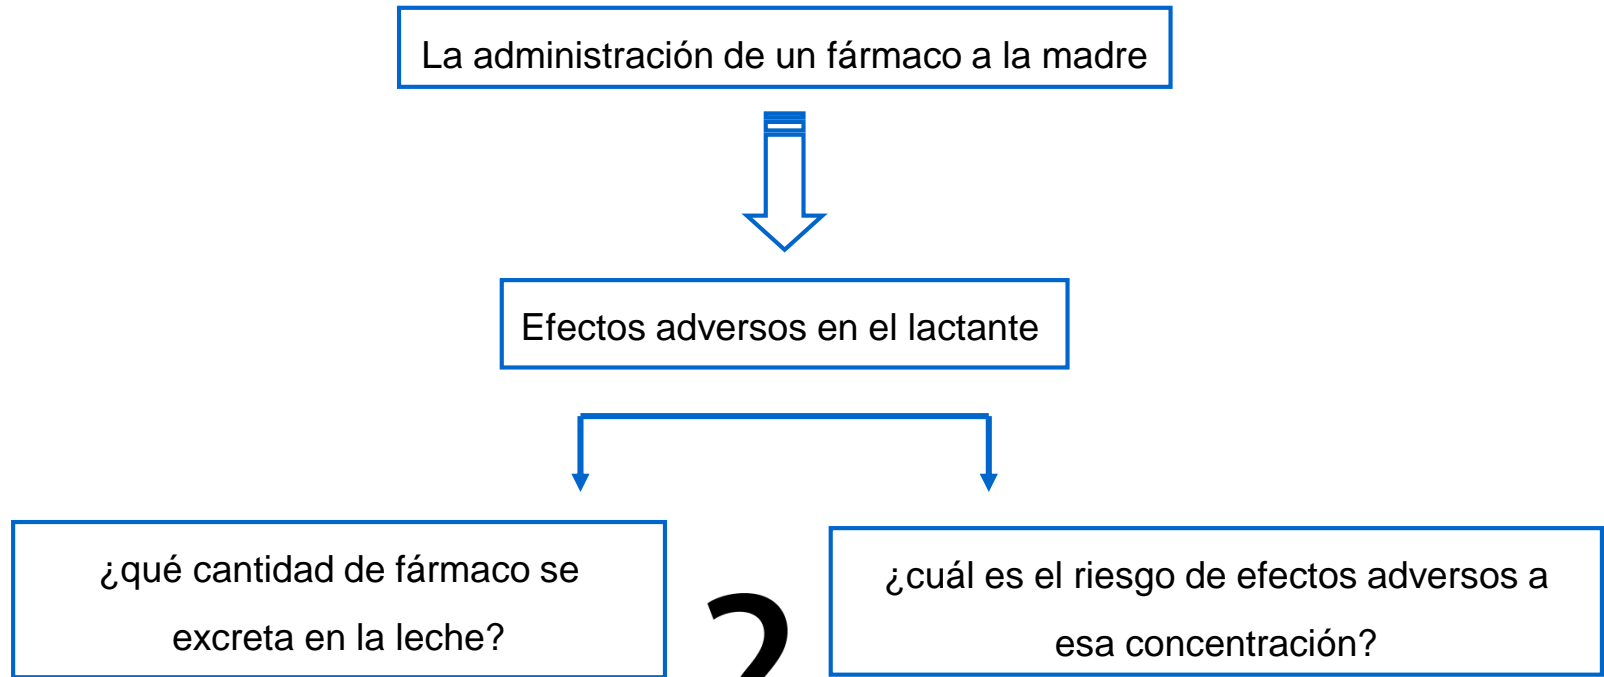 La administración de un fármaco a la madre
Efectos adversos en el lactante
¿qué cantidad de fármaco se
excreta en la leche?
?
¿cuál es el riesgo de efectos adversos a
esa concentración?